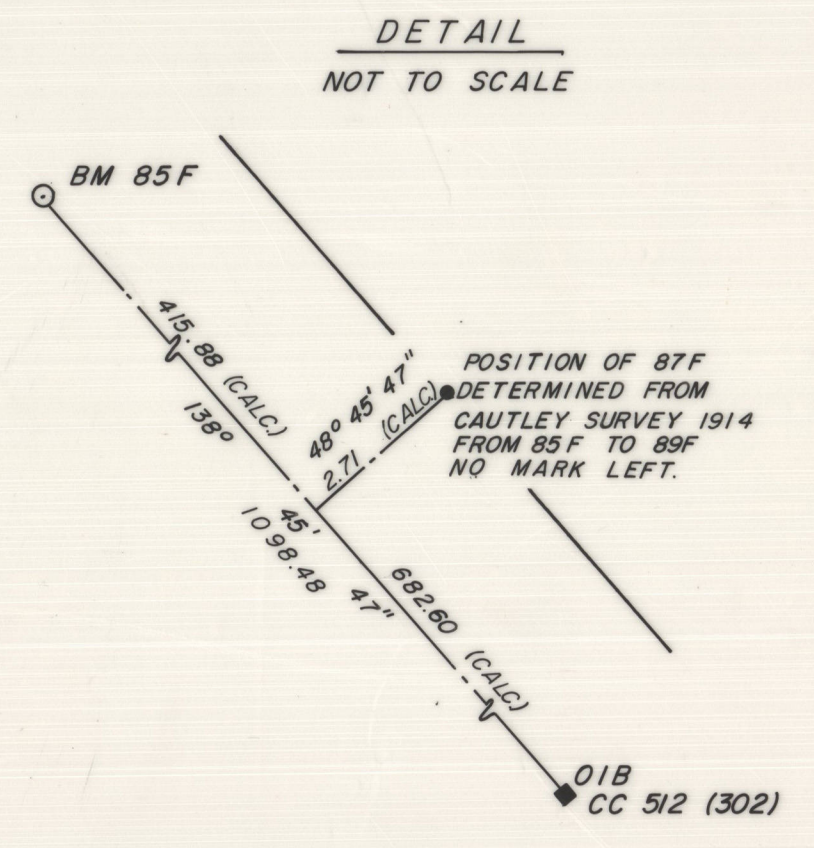 DETAIL
NOT TO SCALE
BM 85F
415.88 (CALC.)
138° 45' 47"
1098.48
48° 45' 47"
2.71 (CALC)
POSITION OF 87F
DETERMINED FROM
CAUTLEY SURVEY 1914
FROM 85F TO 89F
NO MARK LEFT.
682.60 (CALC)
01B
CC 512 (302)